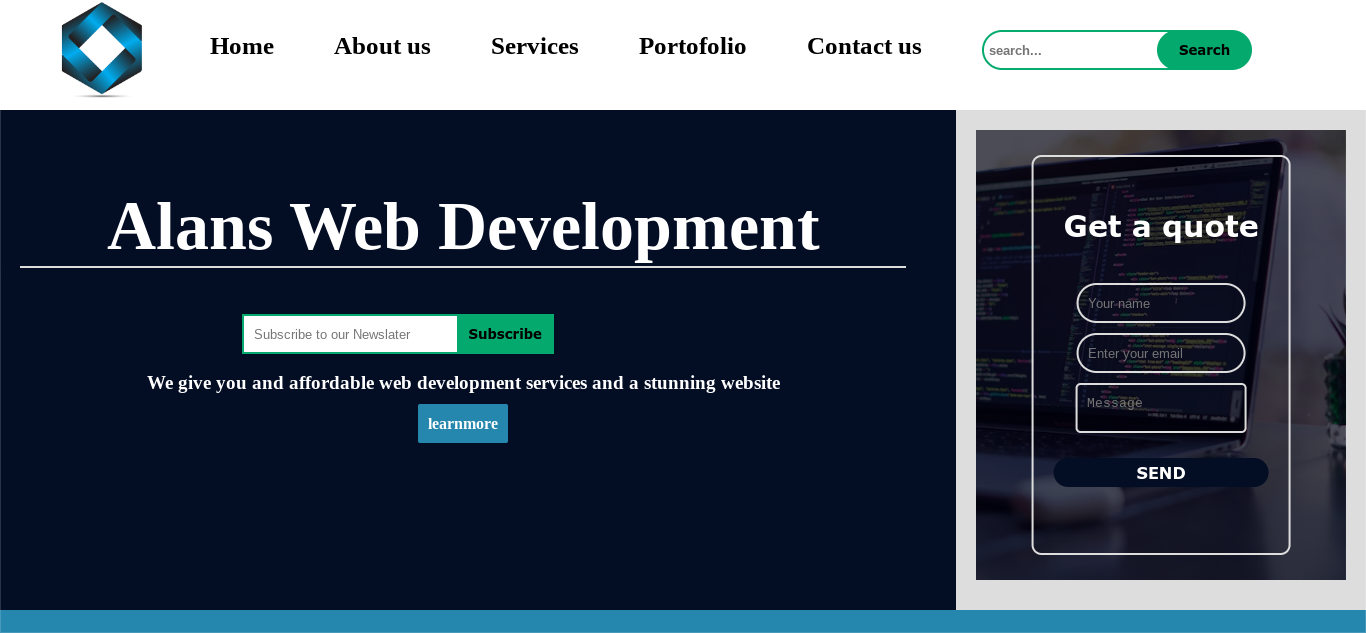 Home About us Services Portofolio Contact us search... Search
Alans Web Development
Subscribe to our Newslater Subscribe
We give you and affordable web development services and a stunning website
learnmore
Get a quote
Your name
Enter your email
Message
SEND